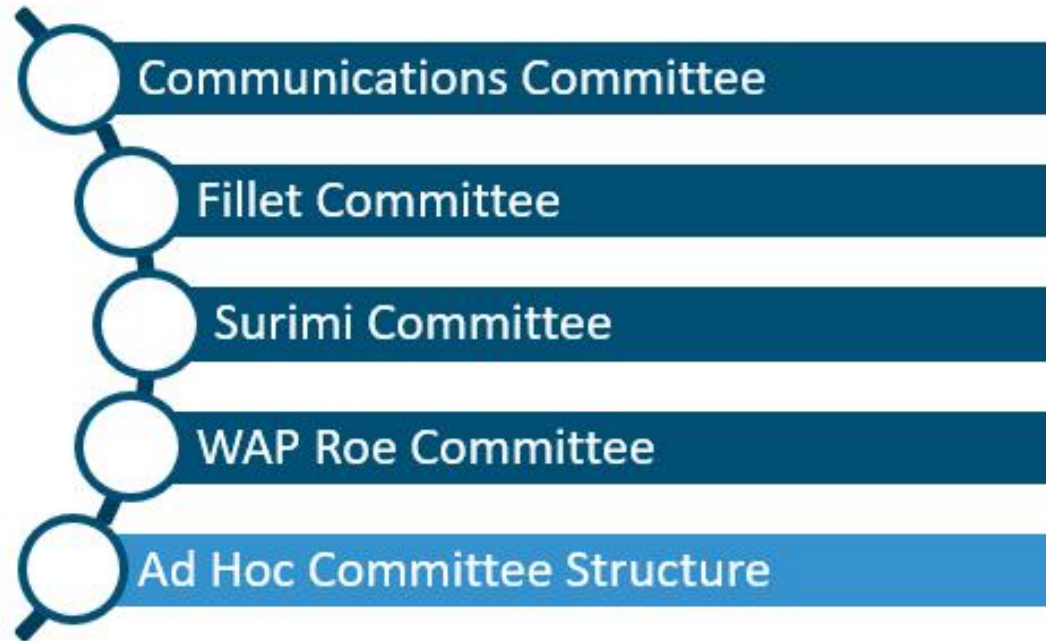 Communications Committee
Fillet Committee
Surimi Committee
WAP Roe Committee
Ad Hoc Committee Structure